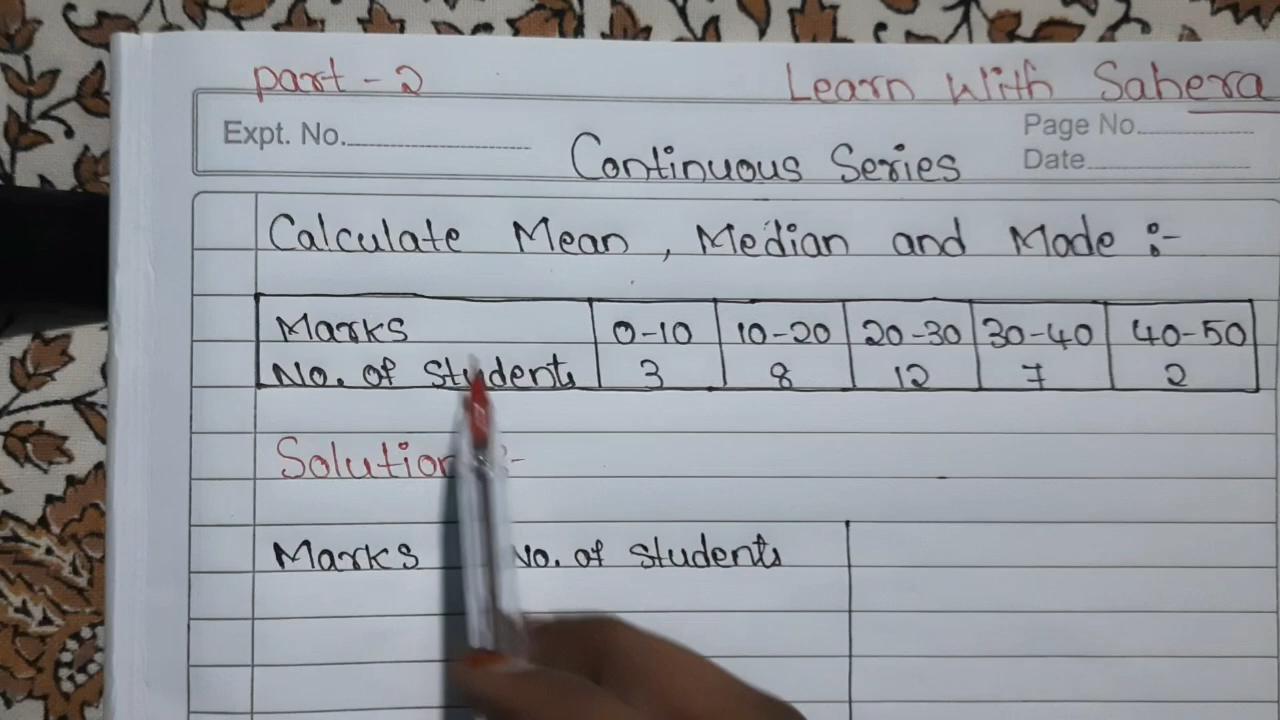 Part - 2 Learn With Sahera
Expt. No. Page No.
Continuous Series
Date
Calculate Mean, Median and Mode :-
Marks 0-10 10-20 20-30 30-40 40-50
No. of students 3 8 12 7 2
Solution :-
Marks No. of students